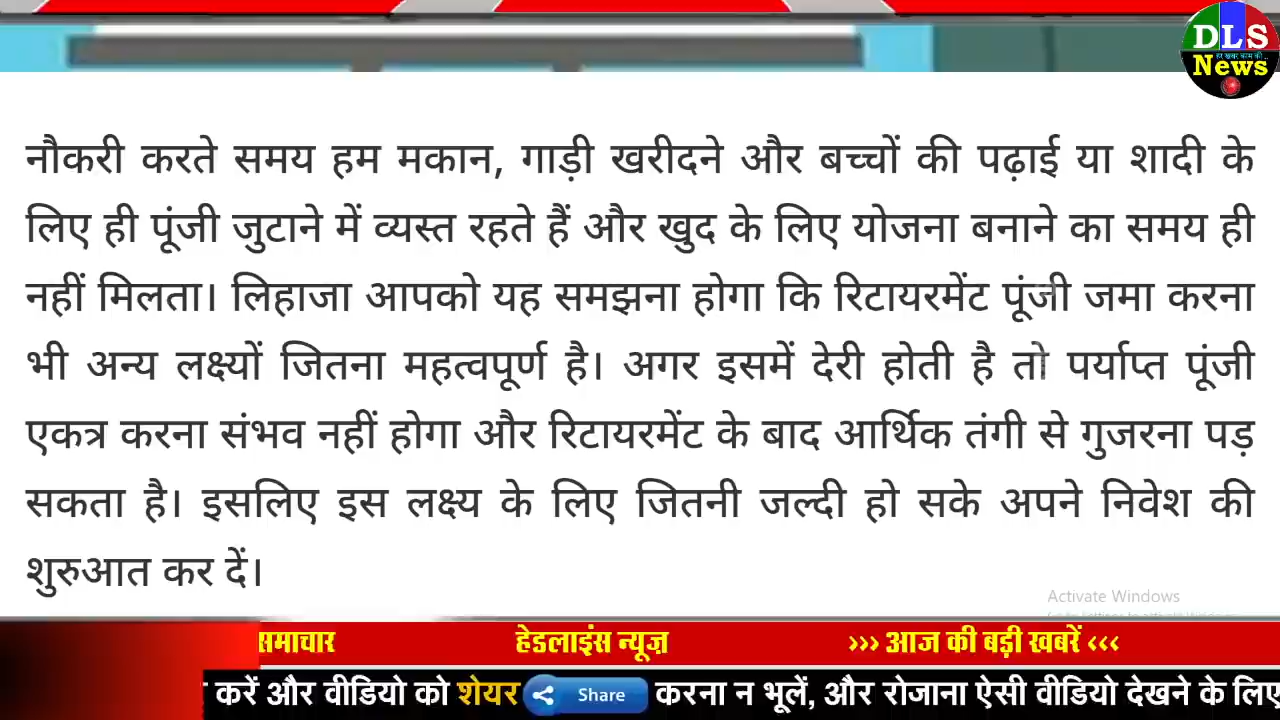 DLS
News
नौकरी करते समय हम मकान, गाड़ी खरीदने और बच्चों की पढ़ाई या शादी के
लिए ही पूंजी जुटाने में व्यस्त रहते हैं और खुद के लिए योजना बनाने का समय ही
नहीं मिलता। लिहाजा आपको यह समझना होगा कि रिटायरमेंट पूंजी जमा करना
भी अन्य लक्ष्यों जितना महत्वपूर्ण है। अगर इसमें देरी होती है तो पर्याप्त पूंजी
एकत्र करना संभव नहीं होगा और रिटायरमेंट के बाद आर्थिक तंगी से गुजरना पड़
सकता है। इसलिए इस लक्ष्य के लिए जितनी जल्दी हो सके अपने निवेश की
शुरुआत कर दें।
Activate Windows
समाचार हेडलाइंस न्यूज़ ››› आज की बड़ी खबरें ‹‹‹
करें और वीडियो को शेयर Share करना न भूलें, और रोजाना ऐसी वीडियो देखने के लिए